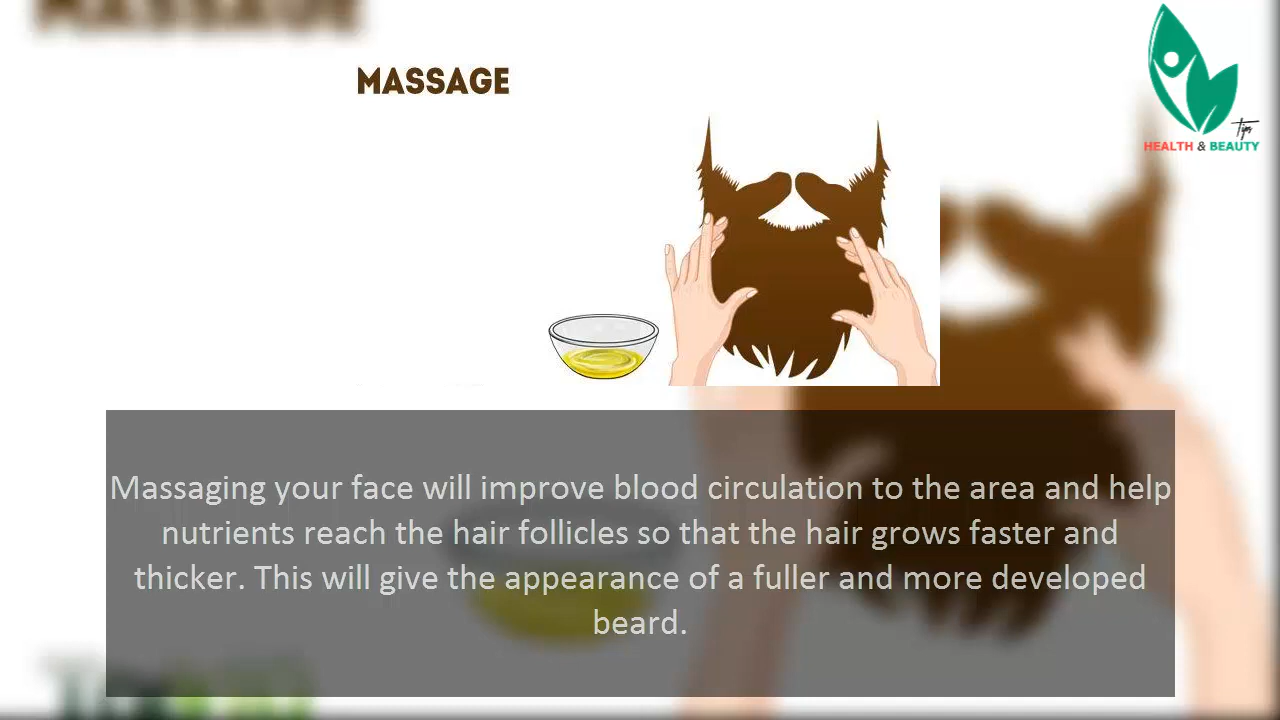 MASSAGE
MASSAGE
Tips
HEALTH & BEAUTY
Massaging your face will improve blood circulation to the area and help
nutrients reach the hair follicles so that the hair grows faster and
thicker. This will give the appearance of a fuller and more developed
beard.